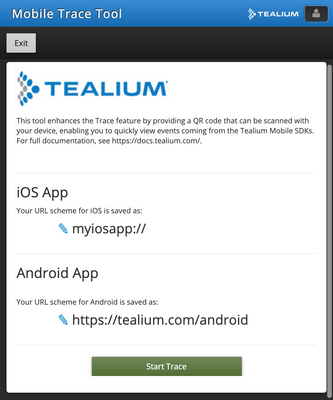 Mobile Trace Tool
TEALIUM
Exit
TEALIUM
This tool enhances the Trace feature by providing a QR code that can be scanned with
your device, enabling you to quickly view events coming from the Tealium Mobile SDKs.
For full documentation, see https://docs.tealium.com/.
iOS App
Your URL scheme for iOS is saved as:
myiosapp://
Android App
Your URL scheme for Android is saved as:
https://tealium.com/android
Start Trace